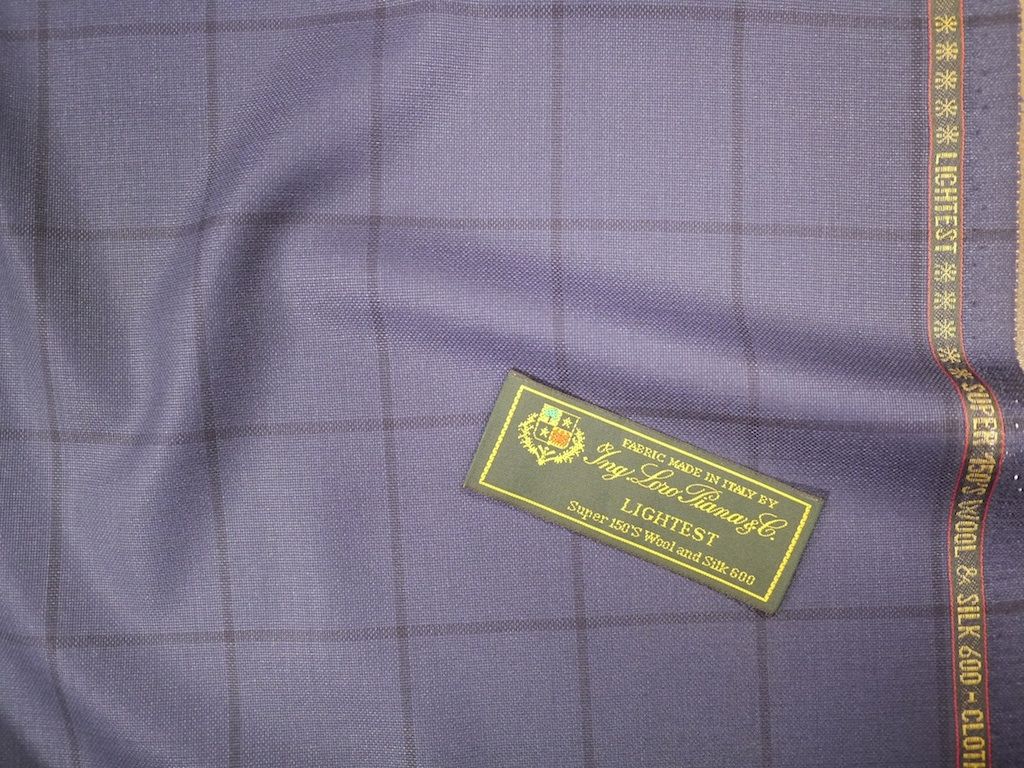 FABRIC MADE IN ITALY BY
Ing. Loro Piana & C.
LIGHTEST
Super 150'S Wool and Silk 600
***** LIGHTEST ***** SUPER 150'S WOOL & SILK 600 - CLOTH